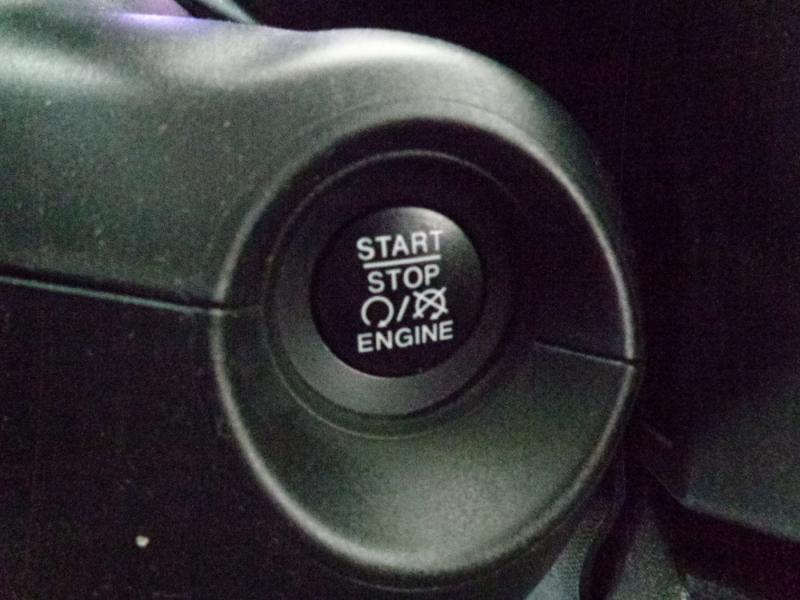 START
STOP
/
ENGINE